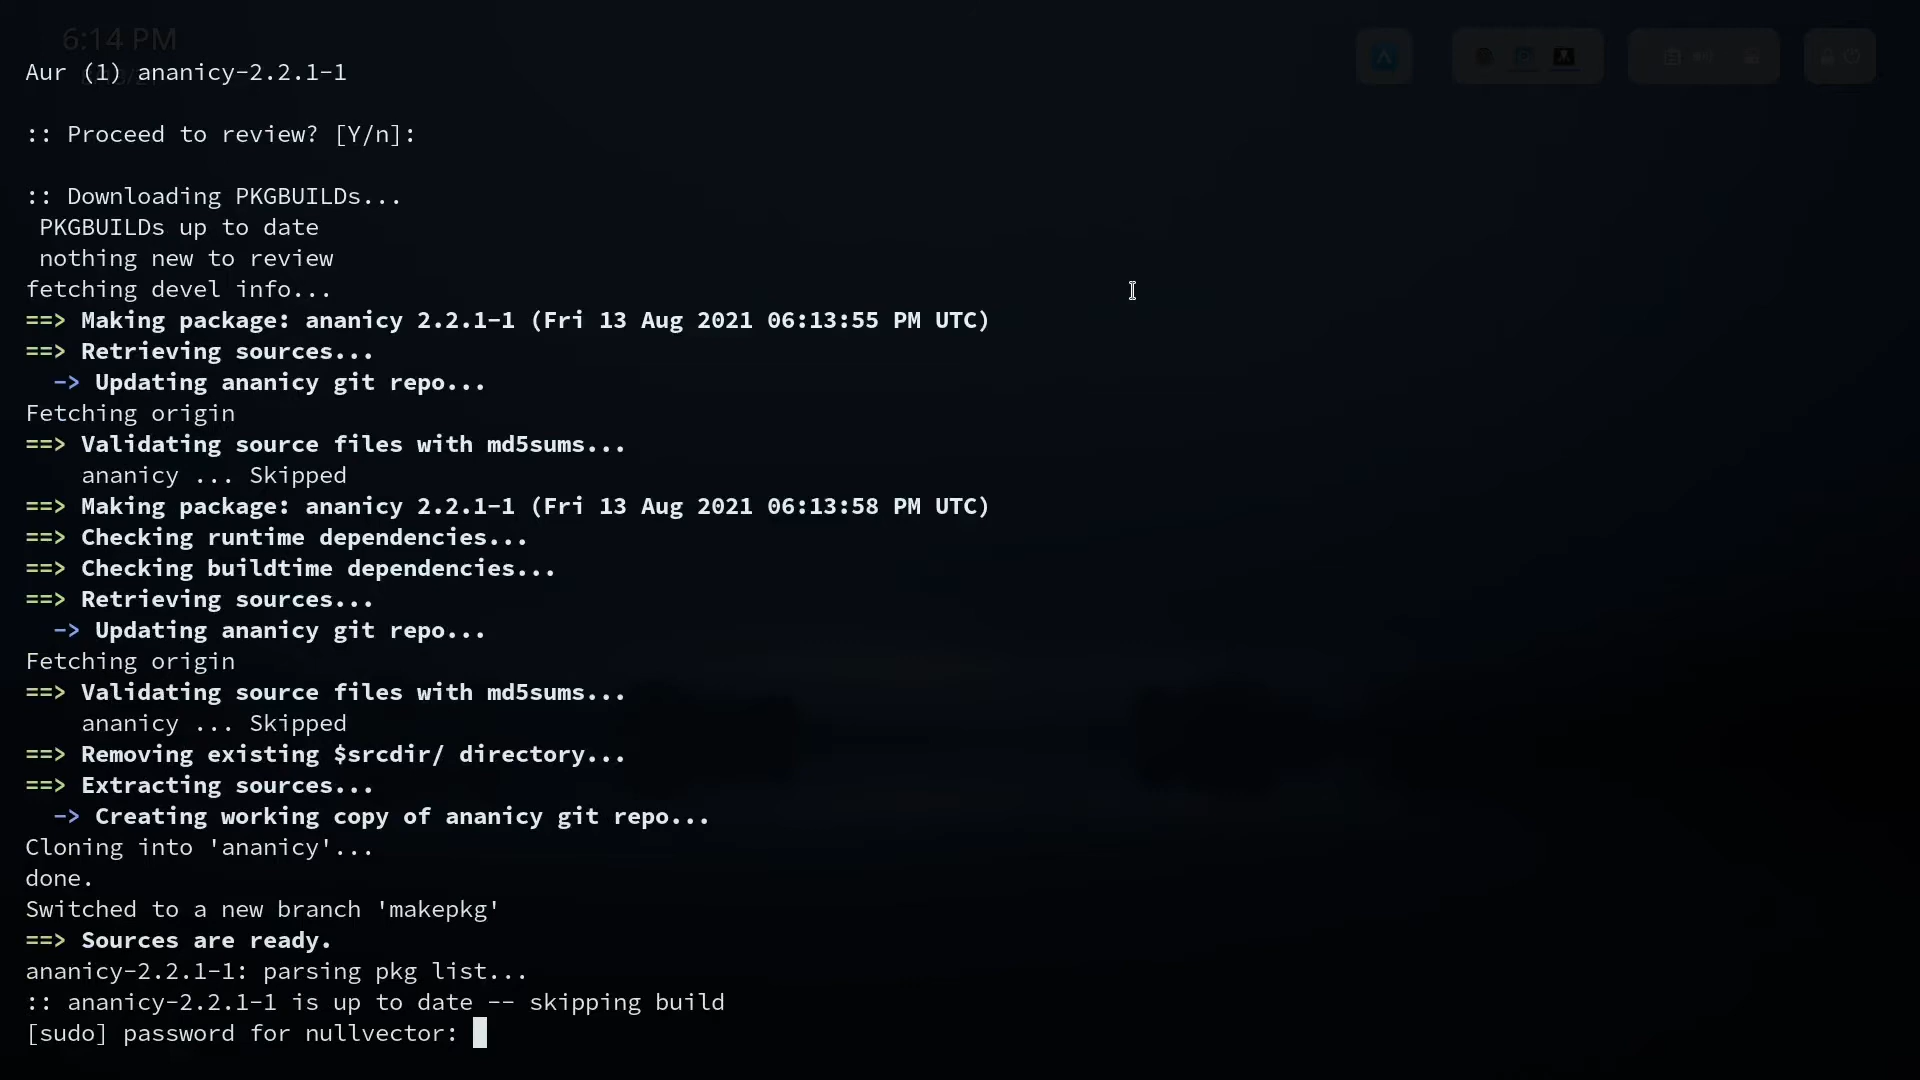 6:14 PM
Aur (1) ananicy-2.2.1-1
:: Proceed to review? [Y/n]:
:: Downloading PKGBUILDs...
PKGBUILDs up to date
nothing new to review
fetching devel info...
==> Making package: ananicy 2.2.1-1 (Fri 13 Aug 2021 06:13:55 PM UTC)
==> Retrieving sources...
-> Updating ananicy git repo...
Fetching origin
==> Validating source files with md5sums...
ananicy ... Skipped
==> Making package: ananicy 2.2.1-1 (Fri 13 Aug 2021 06:13:58 PM UTC)
==> Checking runtime dependencies...
==> Checking buildtime dependencies...
==> Retrieving sources...
-> Updating ananicy git repo...
Fetching origin
==> Validating source files with md5sums...
ananicy ... Skipped
==> Removing existing $srcdir/ directory...
==> Extracting sources...
-> Creating working copy of ananicy git repo...
Cloning into 'ananicy'...
done.
Switched to a new branch 'makepkg'
==> Sources are ready.
ananicy-2.2.1-1: parsing pkg list...
:: ananicy-2.2.1-1 is up to date -- skipping build
[sudo] password for nullvector: